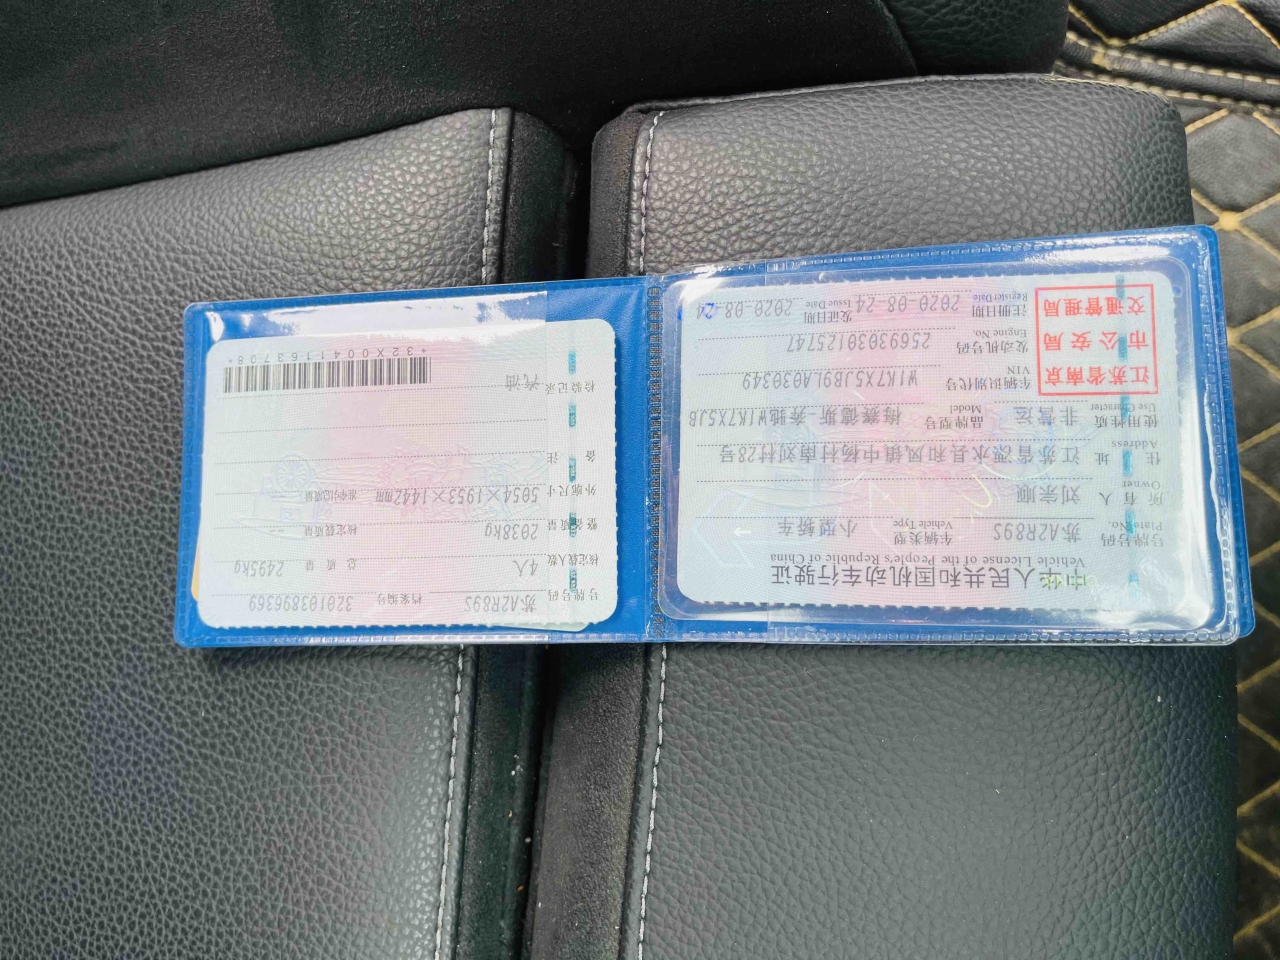 中华人民共和国机动车行驶证
Vehicle License of the People's Republic of China
号牌号码 苏A2R89S 车辆类型 小型轿车
Plate No. Vehicle Type
所有人 刘宗顺
Owner
住址 江苏省溧水县和凤镇中杨村南刘村28号
Address
使用性质 非营运 品牌型号 梅赛德斯-奔驰W1K7X5JB
Use Character Model
江苏省南京
市公安局
交通管理局
车辆识别代号 W1K7X5JB9LA030349
VIN
发动机号码 25693030125747
Engine No.
注册日期 2020-08-24 发证日期 2020-08-24
Register Date Issue Date
号牌号码 苏A2R89S 档案编号 320103896369
核定载人数 4人 总质量 2495kg
整备质量 2038kg 核定载质量
外廓尺寸 5054×1953×1442mm 准牵引总质量
备注
检验记录 汽油
*32X0041163708*